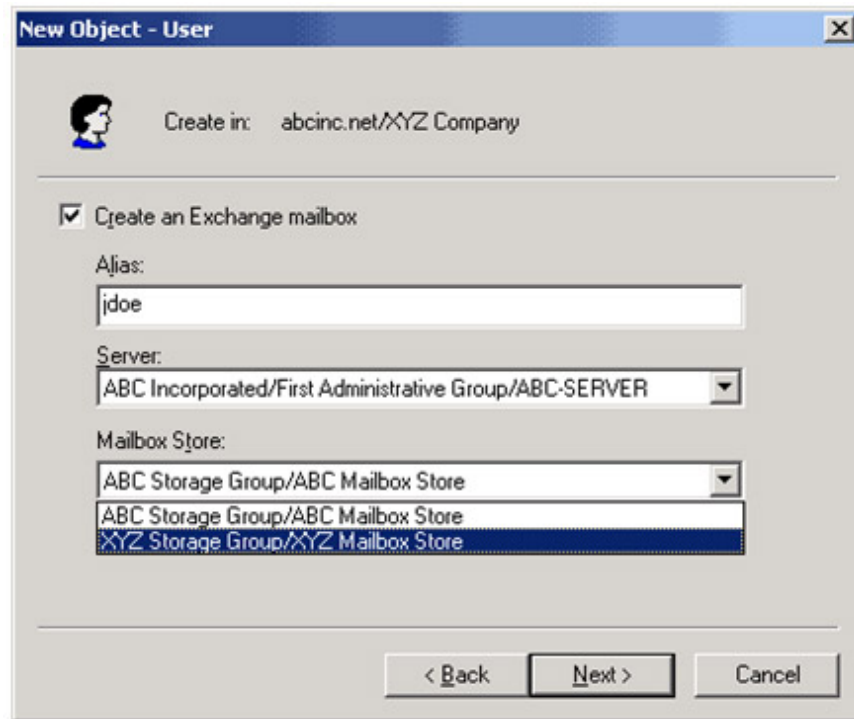 New Object - User
Create in: abcinc.net/XYZ Company
Create an Exchange mailbox
Alias:
jdoe
Server:
ABC Incorporated/First Administrative Group/ABC-SERVER
Mailbox Store:
ABC Storage Group/ABC Mailbox Store
ABC Storage Group/ABC Mailbox Store
XYZ Storage Group/XYZ Mailbox Store
< Back Next > Cancel